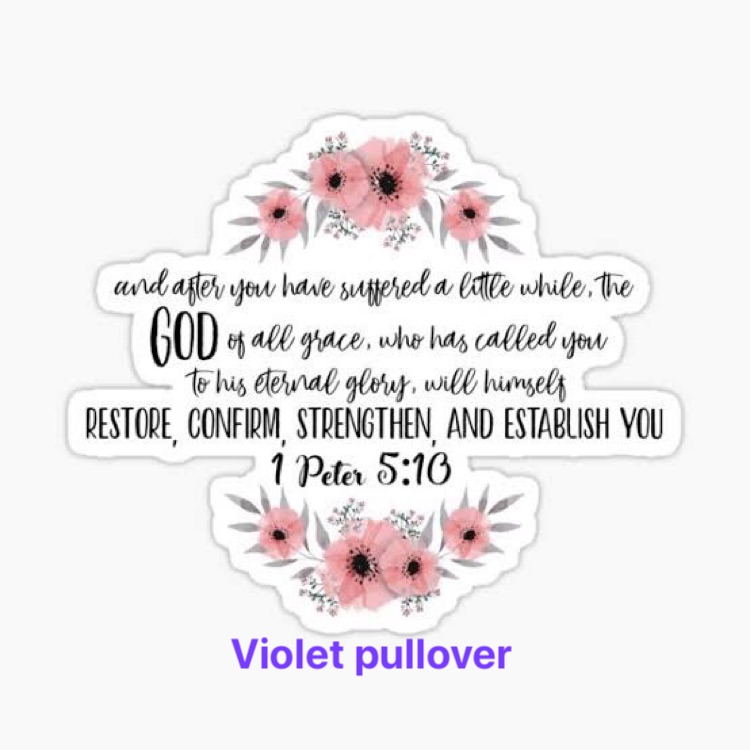 and after you have suffered a little while, the
GOD of all grace, who has called you
to his eternal glory, will himself
RESTORE, CONFIRM, STRENGTHEN, AND ESTABLISH YOU
1 Peter 5:10
Violet pullover